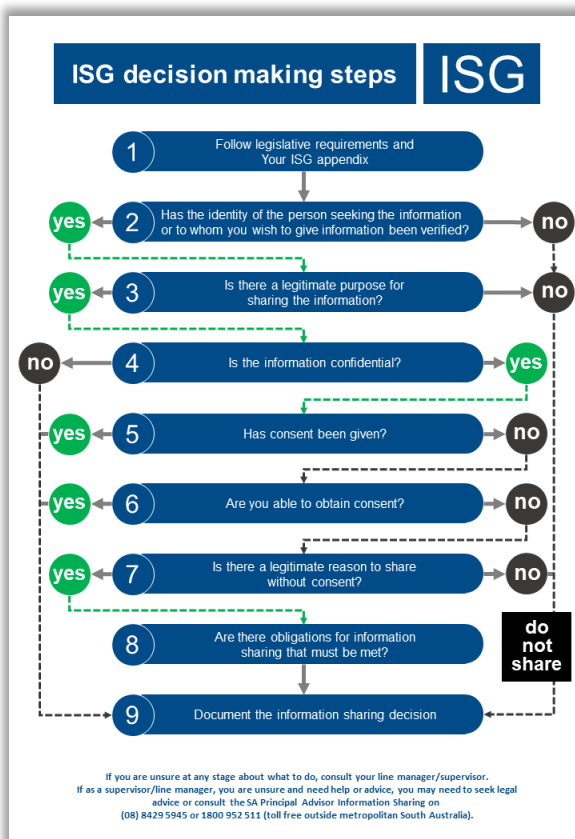 ISG decision making steps
ISG
1
Follow legislative requirements and
Your ISG appendix
yes
2
Has the identity of the person seeking the information
or to whom you wish to give information been verified?
no
yes
3
Is there a legitimate purpose for
sharing the information?
no
no
4
Is the information confidential?
yes
yes
5
Has consent been given?
no
yes
6
Are you able to obtain consent?
no
yes
7
Is there a legitimate reason to share
without consent?
no
8
Are there obligations for information
sharing that must be met?
do
not
share
9
Document the information sharing decision
If you are unsure at any stage about what to do, consult your line manager/supervisor.
If as a supervisor/line manager, you are unsure and need help or advice, you may need to seek legal
advice or consult the SA Principal Advisor Information Sharing on
(08) 8429 5945 or 1800 952 511 (toll free outside metropolitan South Australia).